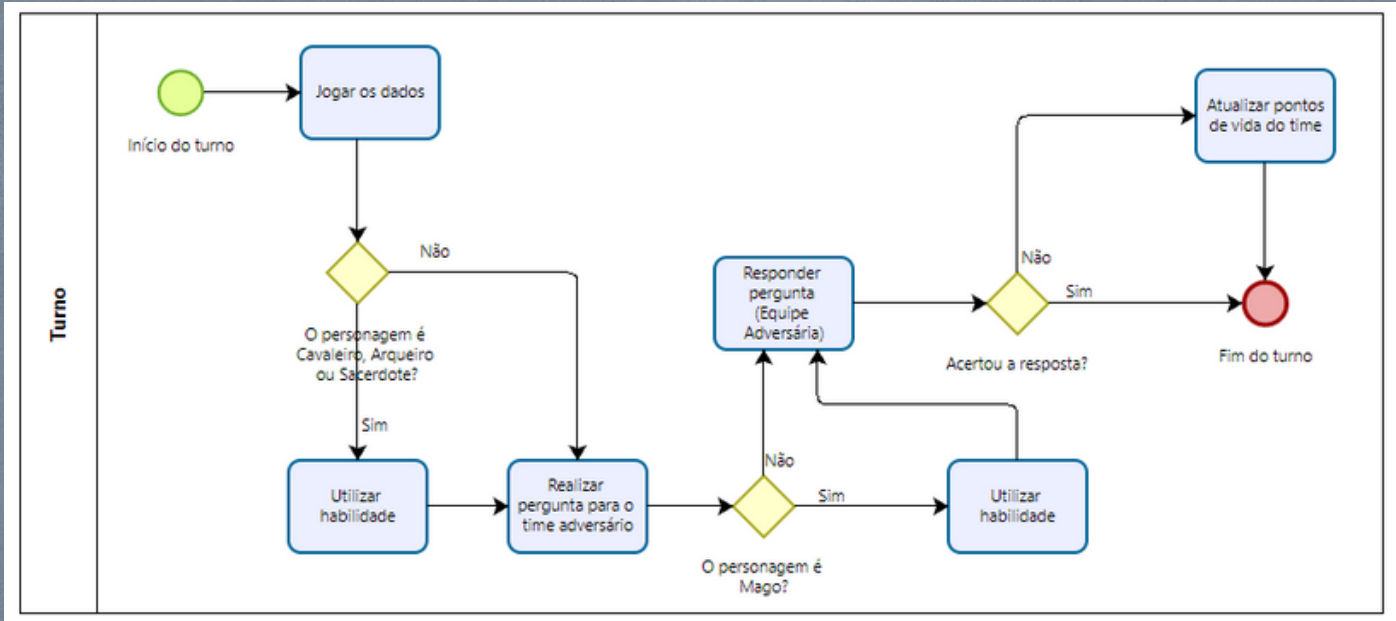 Turno
Início do turno
Jogar os dados
Não
O personagem é
Cavaleiro, Arqueiro
ou Sacerdote?
Sim
Utilizar
habilidade
Realizar
pergunta para o
time adversário
O personagem é
Mago?
Não
Sim
Utilizar
habilidade
Responder
pergunta
(Equipe
Adversária)
Acertou a resposta?
Não
Sim
Atualizar pontos
de vida do time
Fim do turno